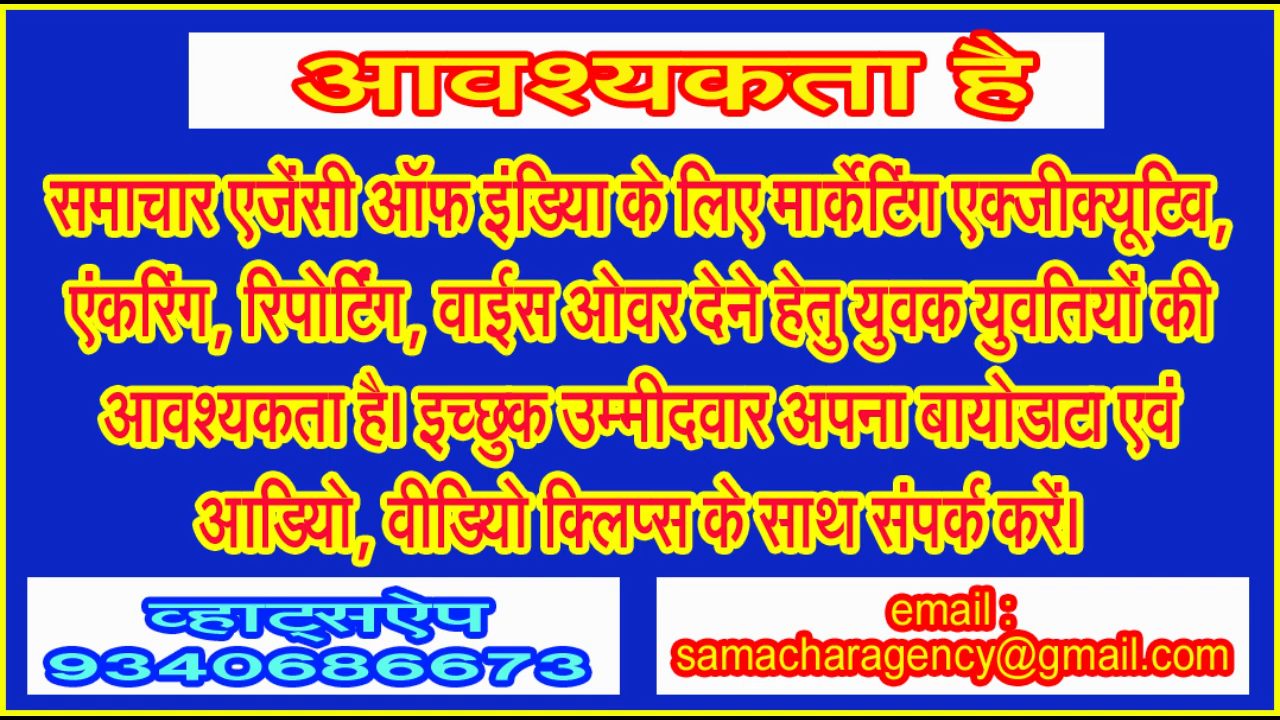 आवश्यकता है
समाचार एजेंसी ऑफ इंडिया के लिए मार्केटिंग एक्जीक्यूटिव,
एंकरिंग, रिपोर्टिंग, वाईस ओवर देने हेतु युवक युवतियों की
आवश्यकता है। इच्छुक उम्मीदवार अपना बायोडाटा एवं
आडियो, वीडियो क्लिप्स के साथ संपर्क करें।
व्हाट्सऐप
9340686673
email :
samacharagency@gmail.com